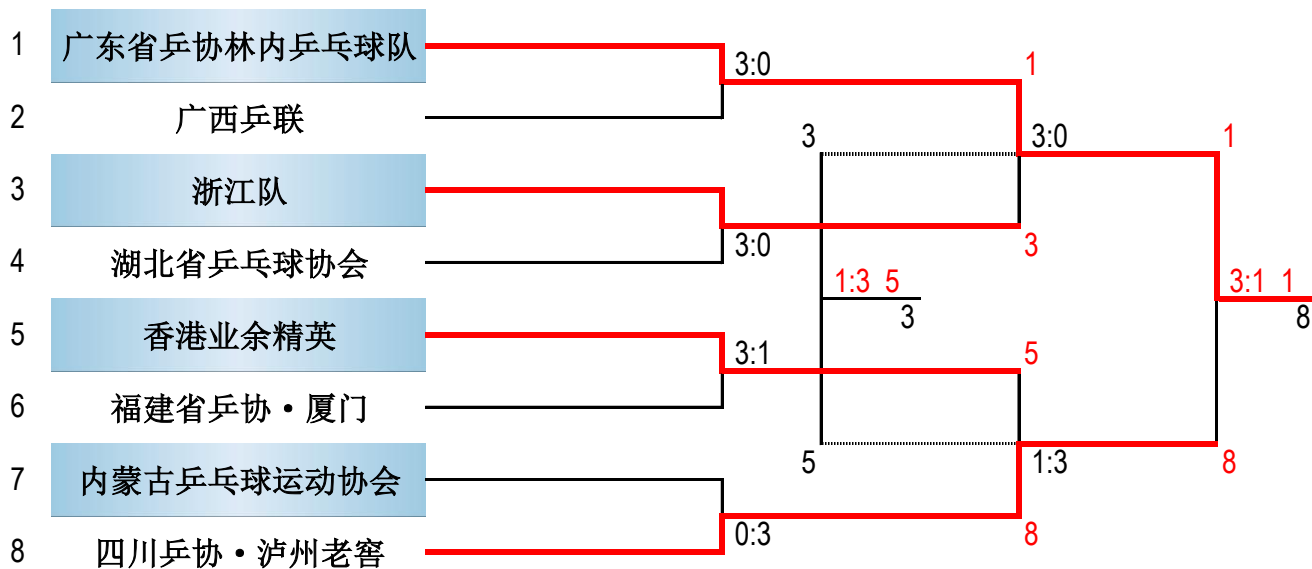 1 广东省乒协林内乒乓球队
3:0 1
2 广西乒联
3 3:0 1
3 浙江队
3:0 3
4 湖北省乒乓球协会
1:3 5 3:1 1
3 8
5 香港业余精英
3:1 5
6 福建省乒协·厦门
5 1:3 8
7 内蒙古乒乓球运动协会
0:3 8
8 四川乒协·泸州老窖